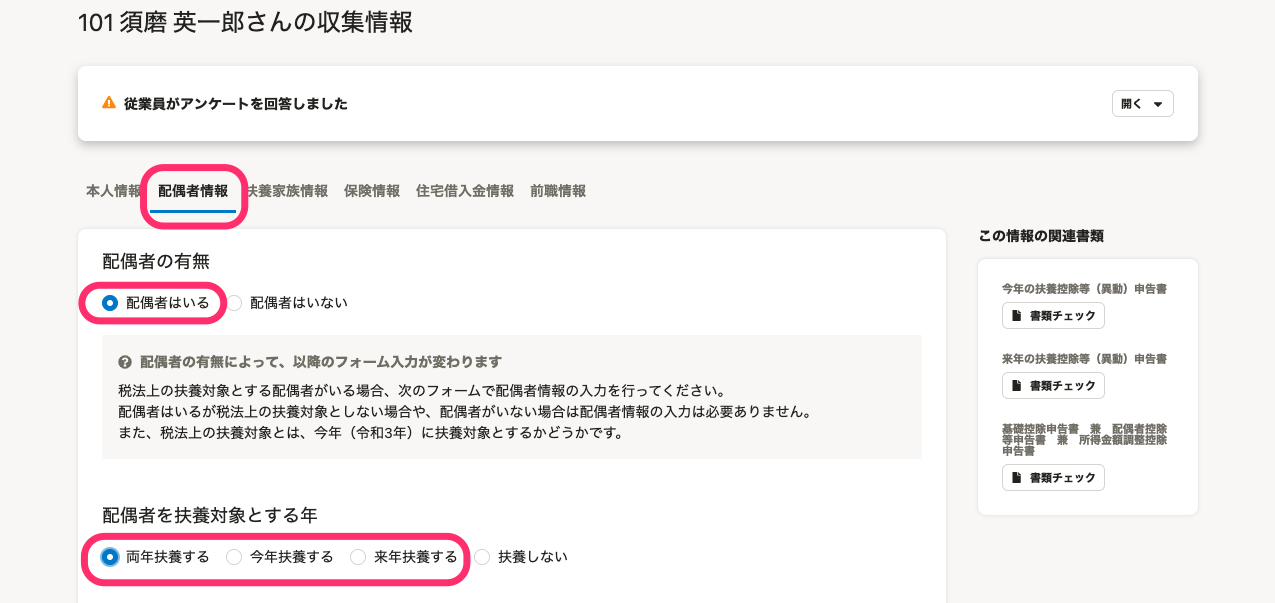 101 須磨 英一郎さんの収集情報
従業員がアンケートを回答しました
開く
本人情報 配偶者情報 扶養家族情報 保険情報 住宅借入金情報 前職情報
配偶者の有無
配偶者はいる 配偶者はいない
配偶者の有無によって、以降のフォーム入力が変わります
税法上の扶養対象とする配偶者がいる場合、次のフォームで配偶者情報の入力を行ってください。
配偶者はいるが税法上の扶養対象としない場合や、配偶者がいない場合は配偶者情報の入力は必要ありません。
また、税法上の扶養対象とは、今年（令和3年）に扶養対象とするかどうかです。
配偶者を扶養対象とする年
両年扶養する 今年扶養する 来年扶養する 扶養しない
この情報の関連書類
今年の扶養控除等（異動）申告書
書類チェック
来年の扶養控除等（異動）申告書
書類チェック
基礎控除申告書　兼　配偶者控除
等申告書　兼　所得金額調整控除
申告書
書類チェック